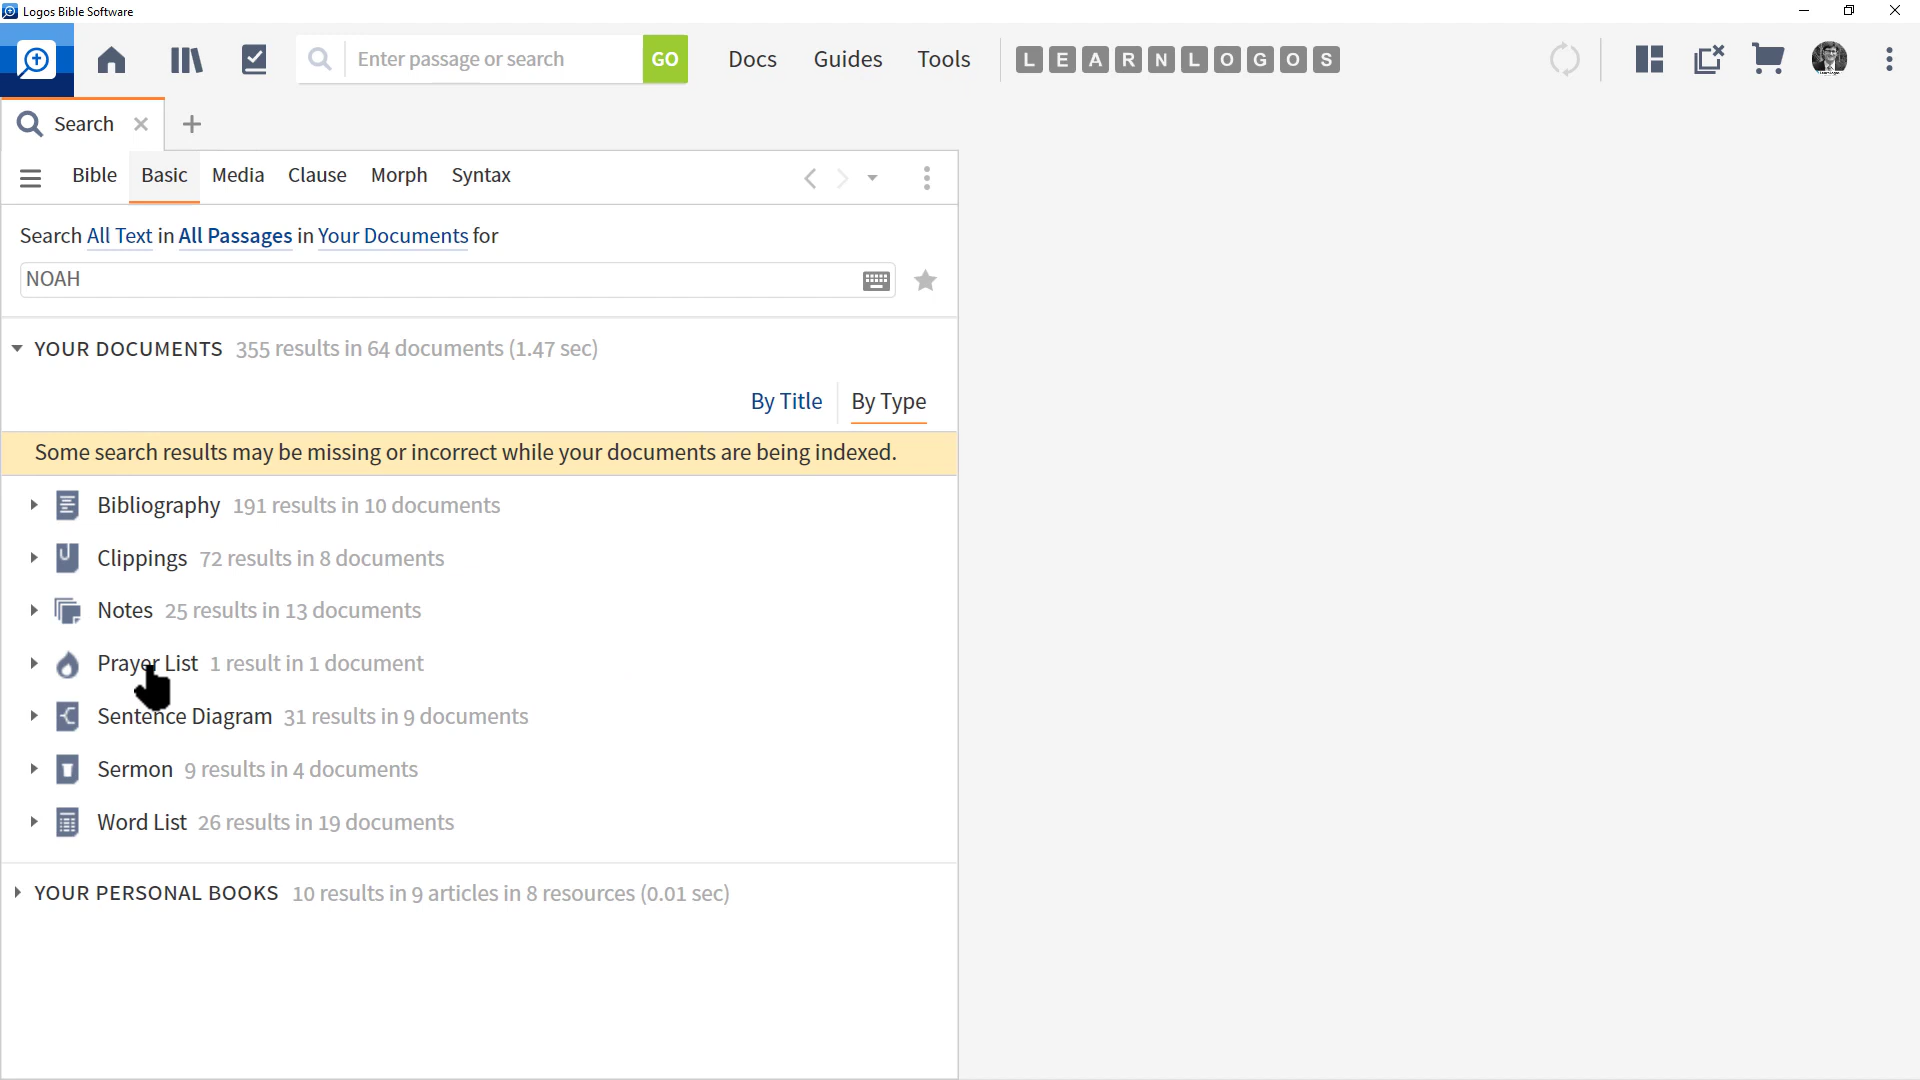 Logos Bible Software
Enter passage or search GO Docs Guides Tools L E A R N L O G O S
Search
Bible Basic Media Clause Morph Syntax
Search All Text in All Passages in Your Documents for
NOAH
YOUR DOCUMENTS 355 results in 64 documents (1.47 sec)
By Title By Type
Some search results may be missing or incorrect while your documents are being indexed.
Bibliography 191 results in 10 documents
Clippings 72 results in 8 documents
Notes 25 results in 13 documents
Prayer List 1 result in 1 document
Sentence Diagram 31 results in 9 documents
Sermon 9 results in 4 documents
Word List 26 results in 19 documents
YOUR PERSONAL BOOKS 10 results in 9 articles in 8 resources (0.01 sec)